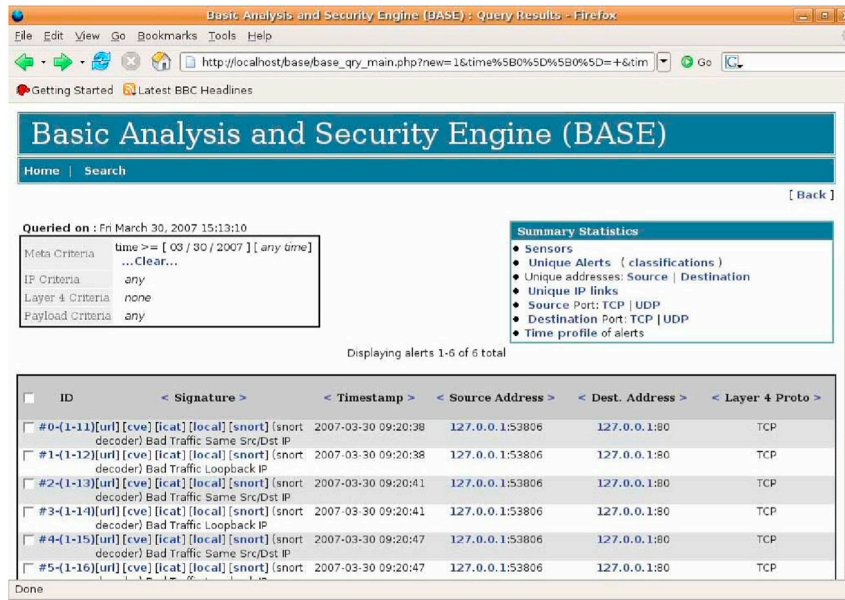 Basic Analysis and Security Engine (BASE) : Query Results - Firefox
File Edit View Go Bookmarks Tools Help
http://localhost/base/base_qry_main.php?new=1&time%5B0%5D%5B0%5D=+&tim Go
Getting Started Latest BBC Headlines
Basic Analysis and Security Engine (BASE)
Home | Search
[ Back ]
Queried on : Fri March 30, 2007 15:13:10
Meta Criteria time >= [ 03 / 30 / 2007 ] [ any time]
...Clear...
IP Criteria any
Layer 4 Criteria none
Payload Criteria any
Summary Statistics
Sensors
Unique Alerts ( classifications )
Unique addresses: Source | Destination
Unique IP links
Source Port: TCP | UDP
Destination Port: TCP | UDP
Time profile of alerts
Displaying alerts 1-6 of 6 total
ID < Signature > < Timestamp > < Source Address > < Dest. Address > < Layer 4 Proto >
#0-(1-11) [url] [cve] [icat] [local] [snort] (snort 2007-03-30 09:20:38 127.0.0.1:53806 127.0.0.1:80 TCP
decoder) Bad Traffic Same Src/Dst IP
#1-(1-12) [url] [cve] [icat] [local] [snort] (snort 2007-03-30 09:20:38 127.0.0.1:53806 127.0.0.1:80 TCP
decoder) Bad Traffic Loopback IP
#2-(1-13) [url] [cve] [icat] [local] [snort] (snort 2007-03-30 09:20:41 127.0.0.1:53806 127.0.0.1:80 TCP
decoder) Bad Traffic Same Src/Dst IP
#3-(1-14) [url] [cve] [icat] [local] [snort] (snort 2007-03-30 09:20:41 127.0.0.1:53806 127.0.0.1:80 TCP
decoder) Bad Traffic Loopback IP
#4-(1-15) [url] [cve] [icat] [local] [snort] (snort 2007-03-30 09:20:47 127.0.0.1:53806 127.0.0.1:80 TCP
decoder) Bad Traffic Same Src/Dst IP
#5-(1-16) [url] [cve] [icat] [local] [snort] (snort 2007-03-30 09:20:47 127.0.0.1:53806 127.0.0.1:80 TCP
Done